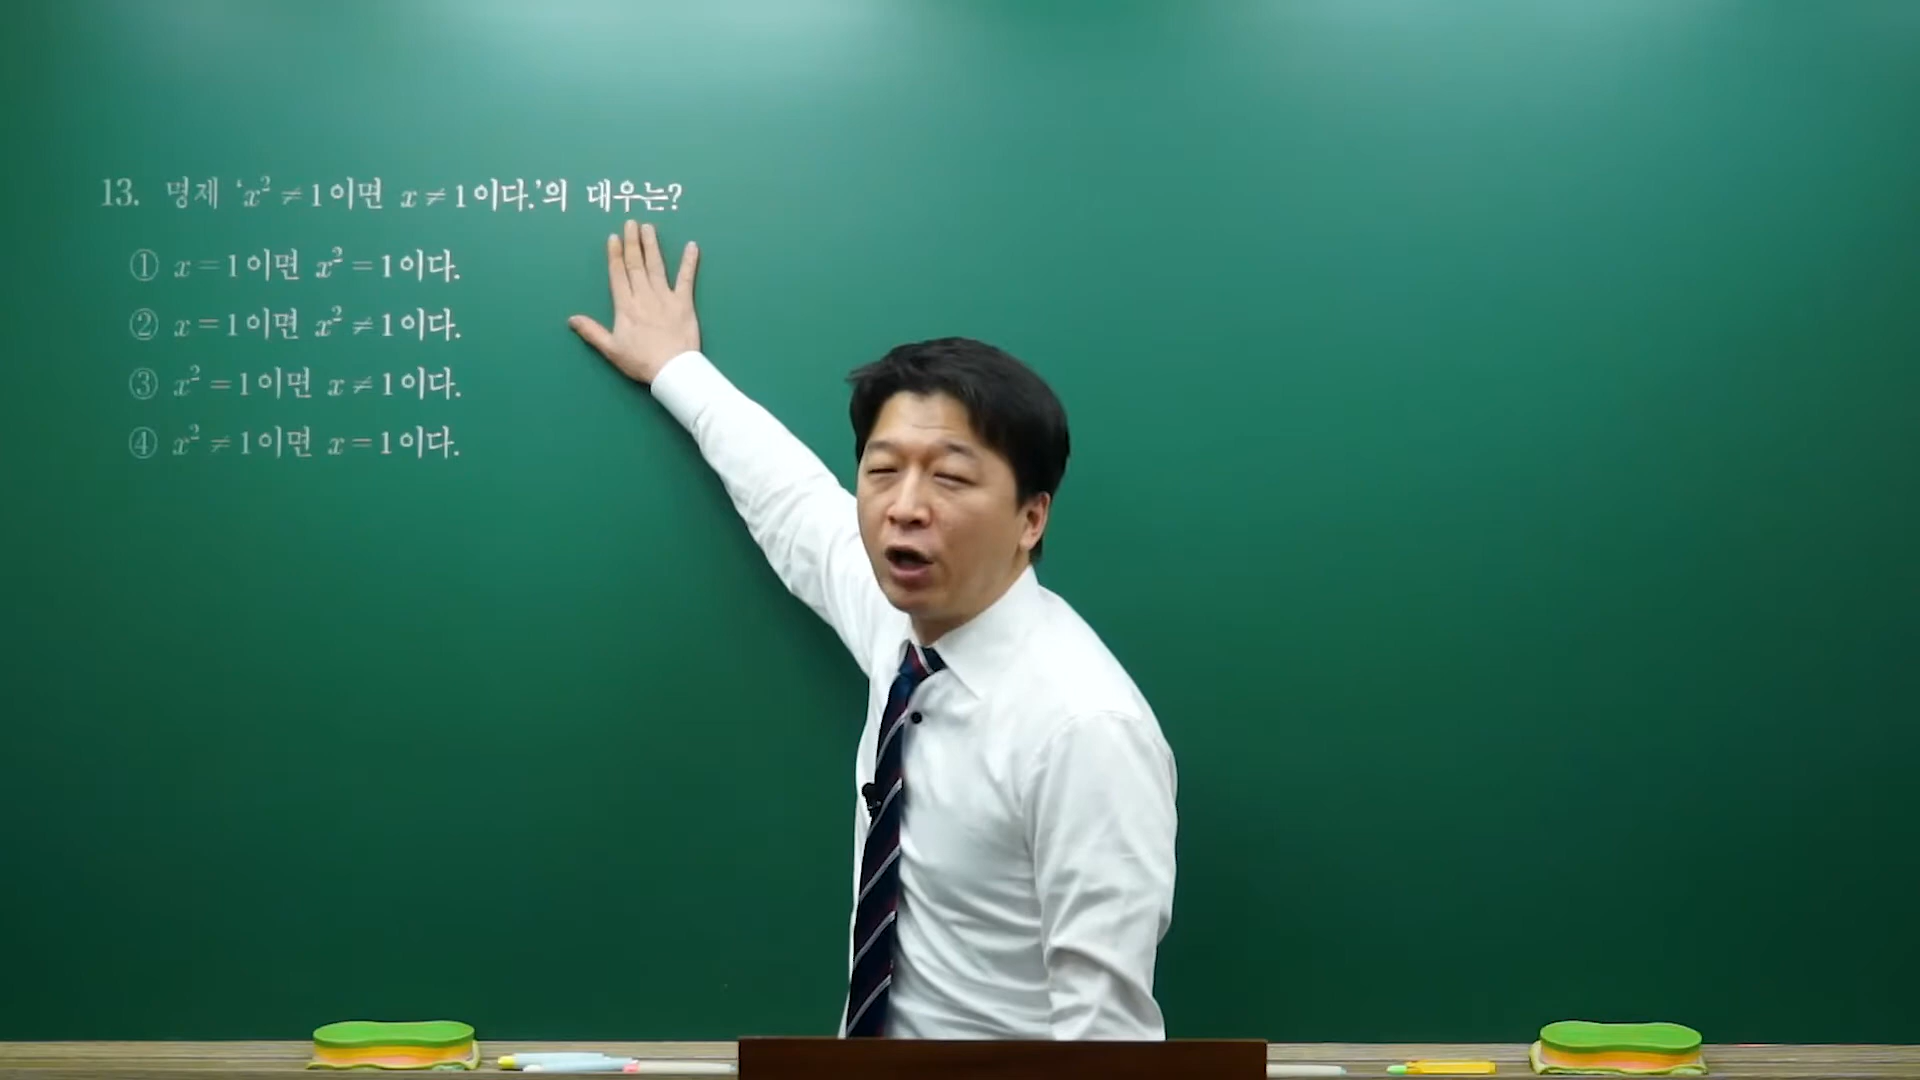 13. 명제 ‘x² ≠ 1이면 x ≠ 1이다.’의 대우는?
① x = 1이면 x² = 1이다.
② x = 1이면 x² ≠ 1이다.
③ x² = 1이면 x ≠ 1이다.
④ x² ≠ 1이면 x = 1이다.